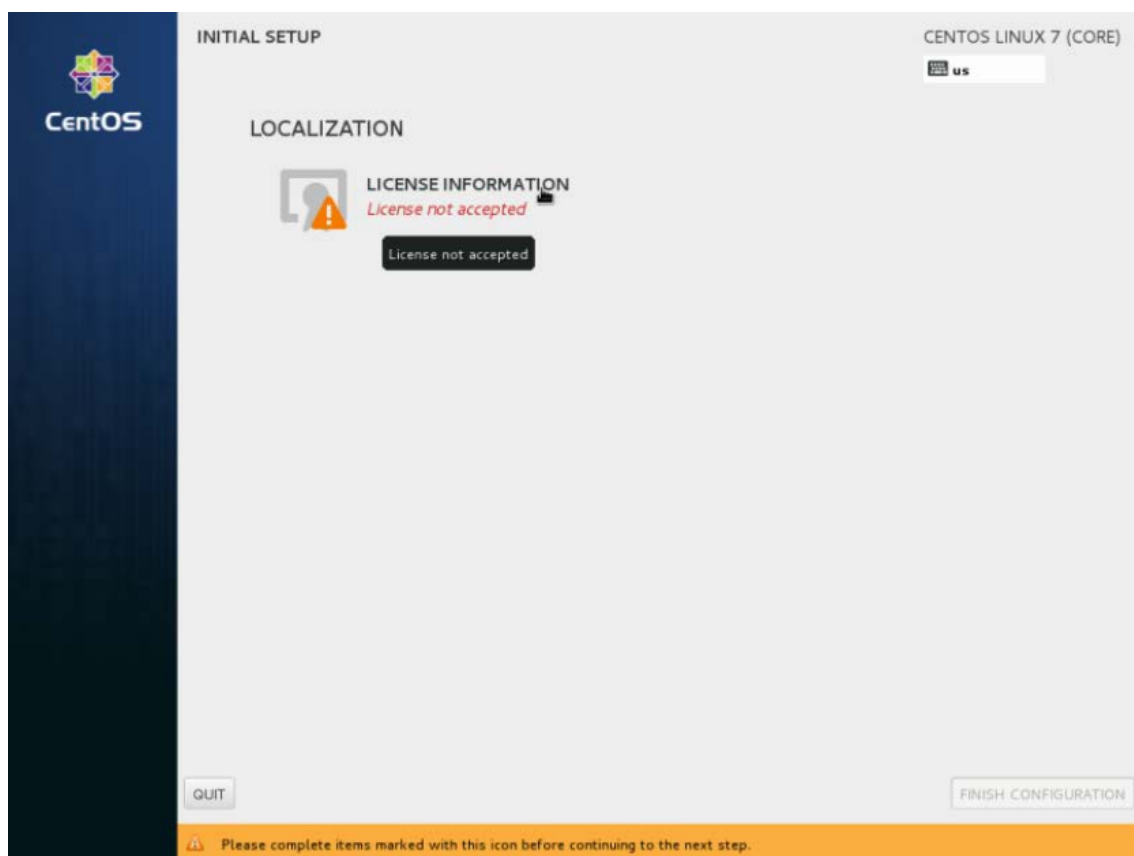 INITIAL SETUP
CENTOS LINUX 7 (CORE)
us
CentOS
LOCALIZATION
LICENSE INFORMATION
License not accepted
License not accepted
QUIT
FINISH CONFIGURATION
Please complete items marked with this icon before continuing to the next step.